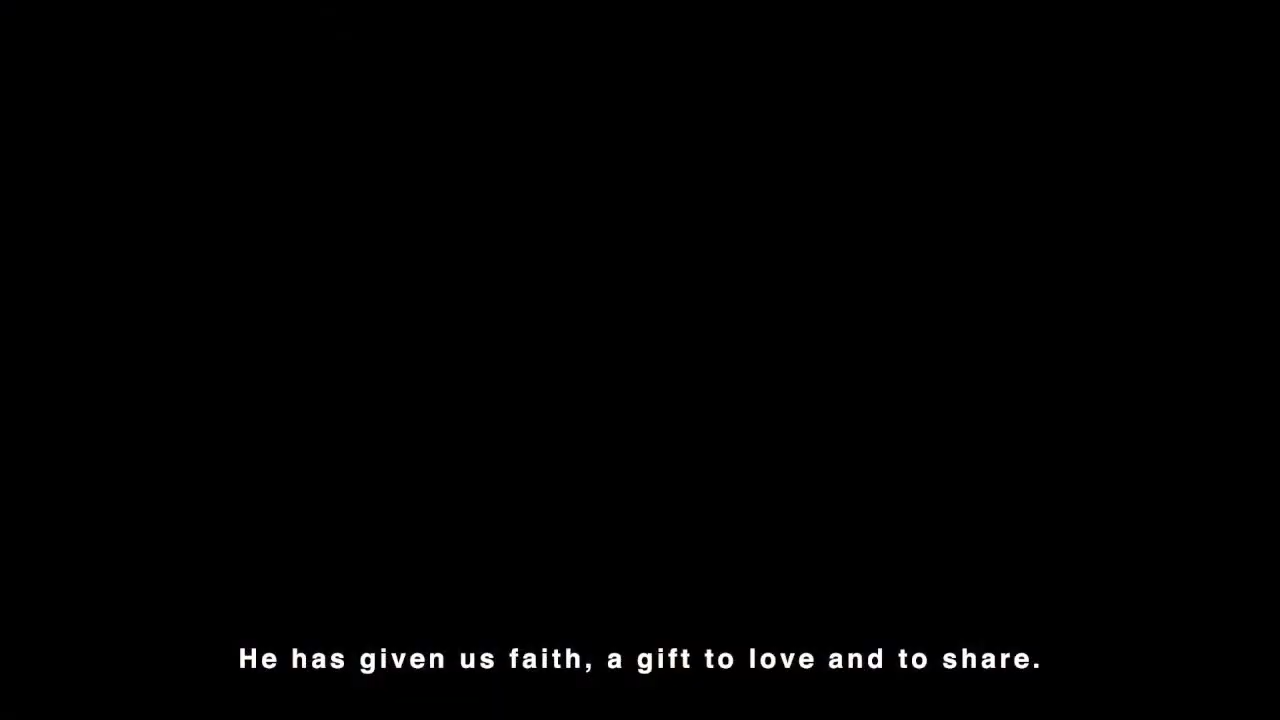 He has given us faith, a gift to love and to share.